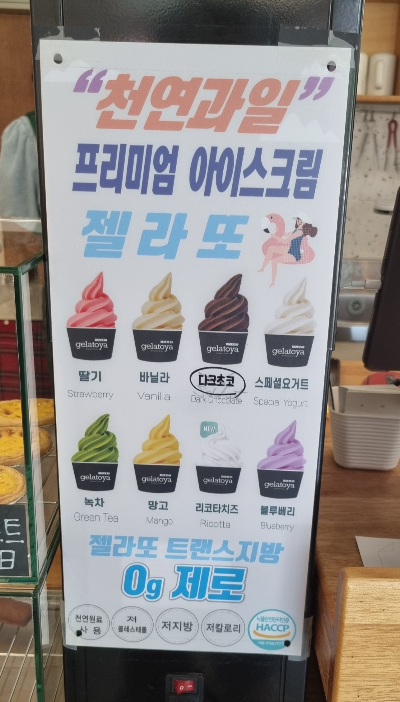 “천연과일”
프리미엄 아이스크림
젤라또
gelatoya gelatoya gelatoya gelatoya
딸기 바닐라 다크초코 스페셜요거트
Strawberry Vanilla Dark Chocolate Special Yogurt
NEW
gelatoya gelatoya gelatoya gelatoya
녹차 망고 리코타치즈 블루베리
Green Tea Mango Ricotta Blueberry
젤라또 트랜스지방
0g 제로
천연원료 사용
저 콜레스테롤
저지방
저칼로리
HACCP